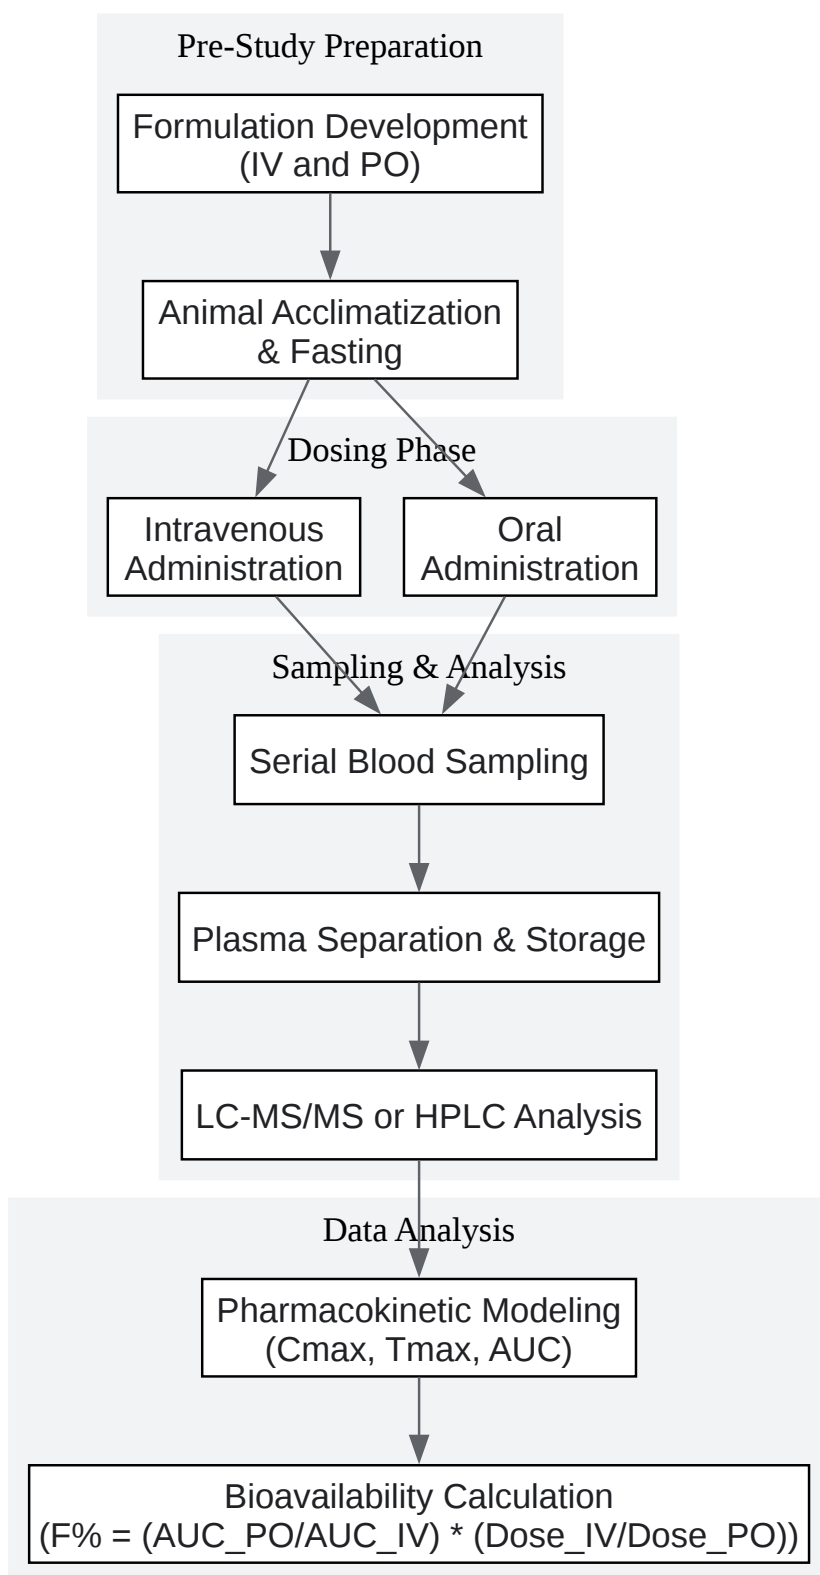 Pre-Study Preparation
Formulation Development
(IV and PO)
Animal Acclimatization
& Fasting
Dosing Phase
Intravenous
Administration
Oral
Administration
Sampling & Analysis
Serial Blood Sampling
Plasma Separation & Storage
LC-MS/MS or HPLC Analysis
Data Analysis
Pharmacokinetic Modeling
(Cmax, Tmax, AUC)
Bioavailability Calculation
(F% = (AUC_PO/AUC_IV) * (Dose_IV/Dose_PO))